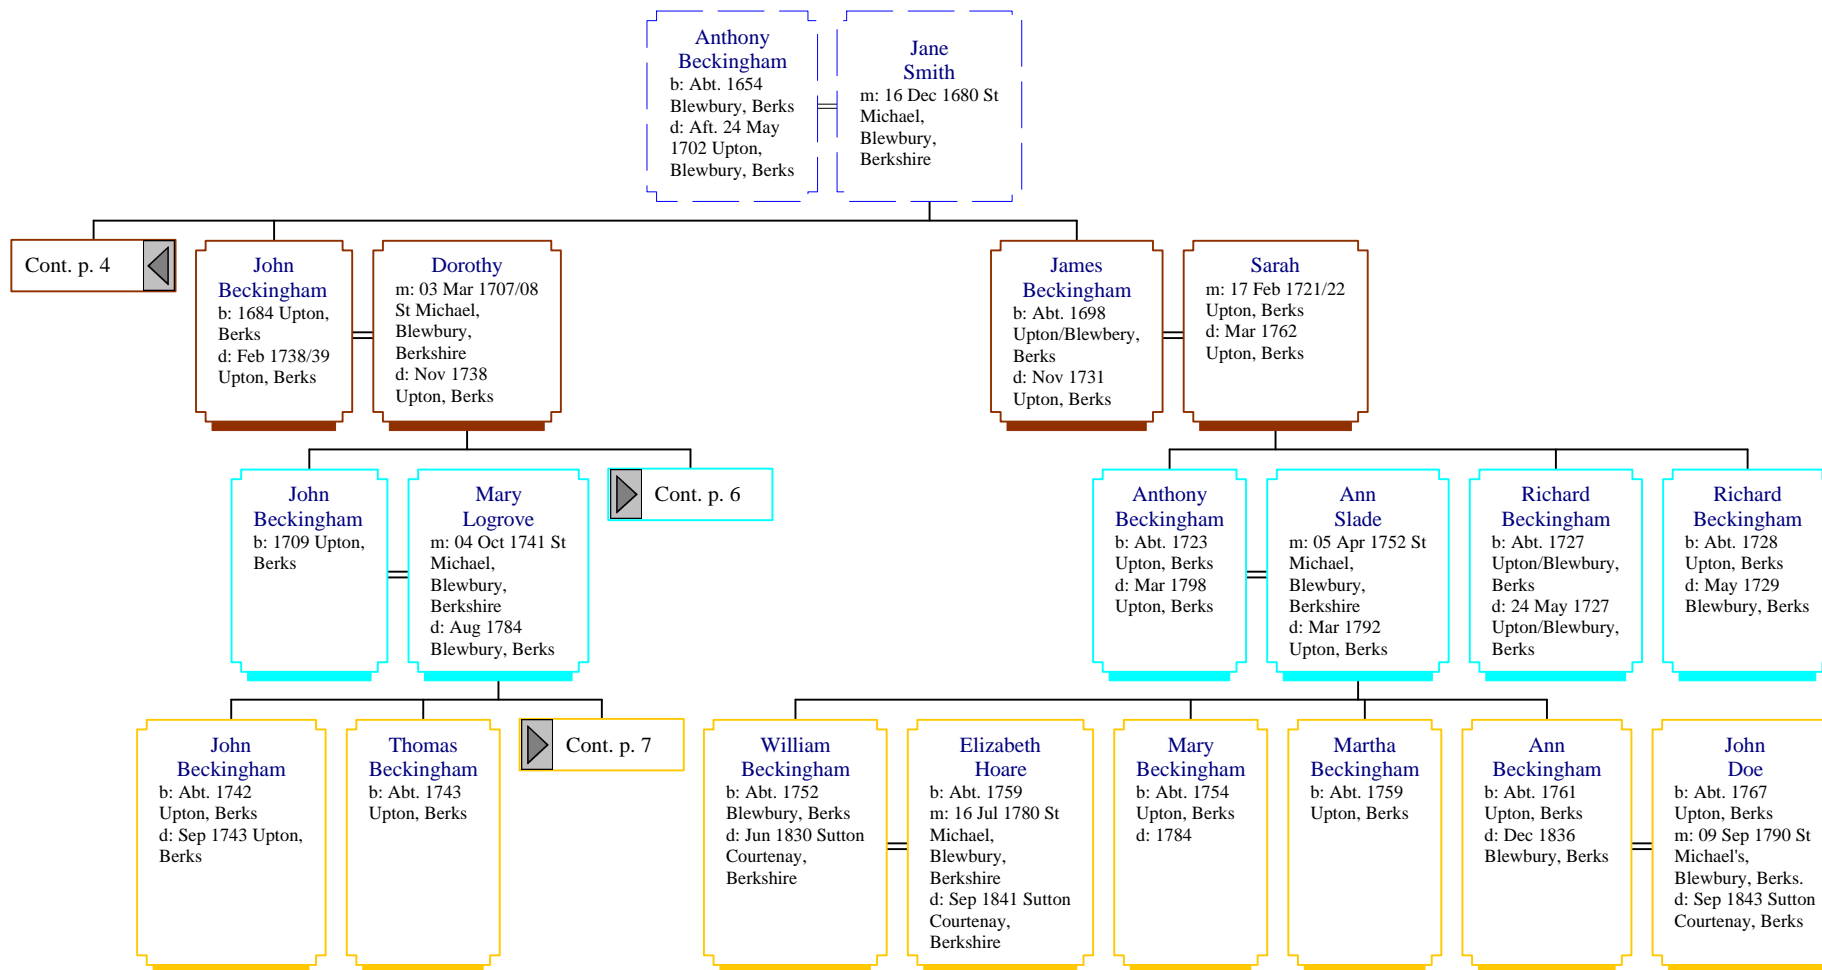 Anthony
Beckingham
b: Abt. 1654
Blewbury, Berks
d: Aft. 24 May
1702 Upton,
Blewbury, Berks
Jane
Smith
m: 16 Dec 1680 St
Michael,
Blewbury,
Berkshire
Cont. p. 4
John
Beckingham
b: 1684 Upton,
Berks
d: Feb 1738/39
Upton, Berks
Dorothy
m: 03 Mar 1707/08
St Michael,
Blewbury,
Berkshire
d: Nov 1738
Upton, Berks
James
Beckingham
b: Abt. 1698
Upton/Blewbery,
Berks
d: Nov 1731
Upton, Berks
Sarah
m: 17 Feb 1721/22
Upton, Berks
d: Mar 1762
Upton, Berks
John
Beckingham
b: 1709 Upton,
Berks
Mary
Logrove
m: 04 Oct 1741 St
Michael,
Blewbury,
Berkshire
d: Aug 1784
Blewbury, Berks
Cont. p. 6
Anthony
Beckingham
b: Abt. 1723
Upton, Berks
d: Mar 1798
Upton, Berks
Ann
Slade
m: 05 Apr 1752 St
Michael,
Blewbury,
Berkshire
d: Mar 1792
Upton, Berks
Richard
Beckingham
b: Abt. 1727
Upton/Blewbury,
Berks
d: 24 May 1727
Upton/Blewbury,
Berks
Richard
Beckingham
b: Abt. 1728
Upton, Berks
d: May 1729
Blewbury, Berks
John
Beckingham
b: Abt. 1742
Upton, Berks
d: Sep 1743 Upton,
Berks
Thomas
Beckingham
b: Abt. 1743
Upton, Berks
Cont. p. 7
William
Beckingham
b: Abt. 1752
Blewbury, Berks
d: Jun 1830 Sutton
Courtenay,
Berkshire
Elizabeth
Hoare
b: Abt. 1759
m: 16 Jul 1780 St
Michael,
Blewbury,
Berkshire
d: Sep 1841 Sutton
Courtenay,
Berkshire
Mary
Beckingham
b: Abt. 1754
Upton, Berks
d: 1784
Martha
Beckingham
b: Abt. 1759
Upton, Berks
Ann
Beckingham
b: Abt. 1761
Upton, Berks
d: Dec 1836
Blewbury, Berks
John
Doe
b: Abt. 1767
Upton, Berks
m: 09 Sep 1790 St
Michael's,
Blewbury, Berks.
d: Sep 1843 Sutton
Courtenay, Berks